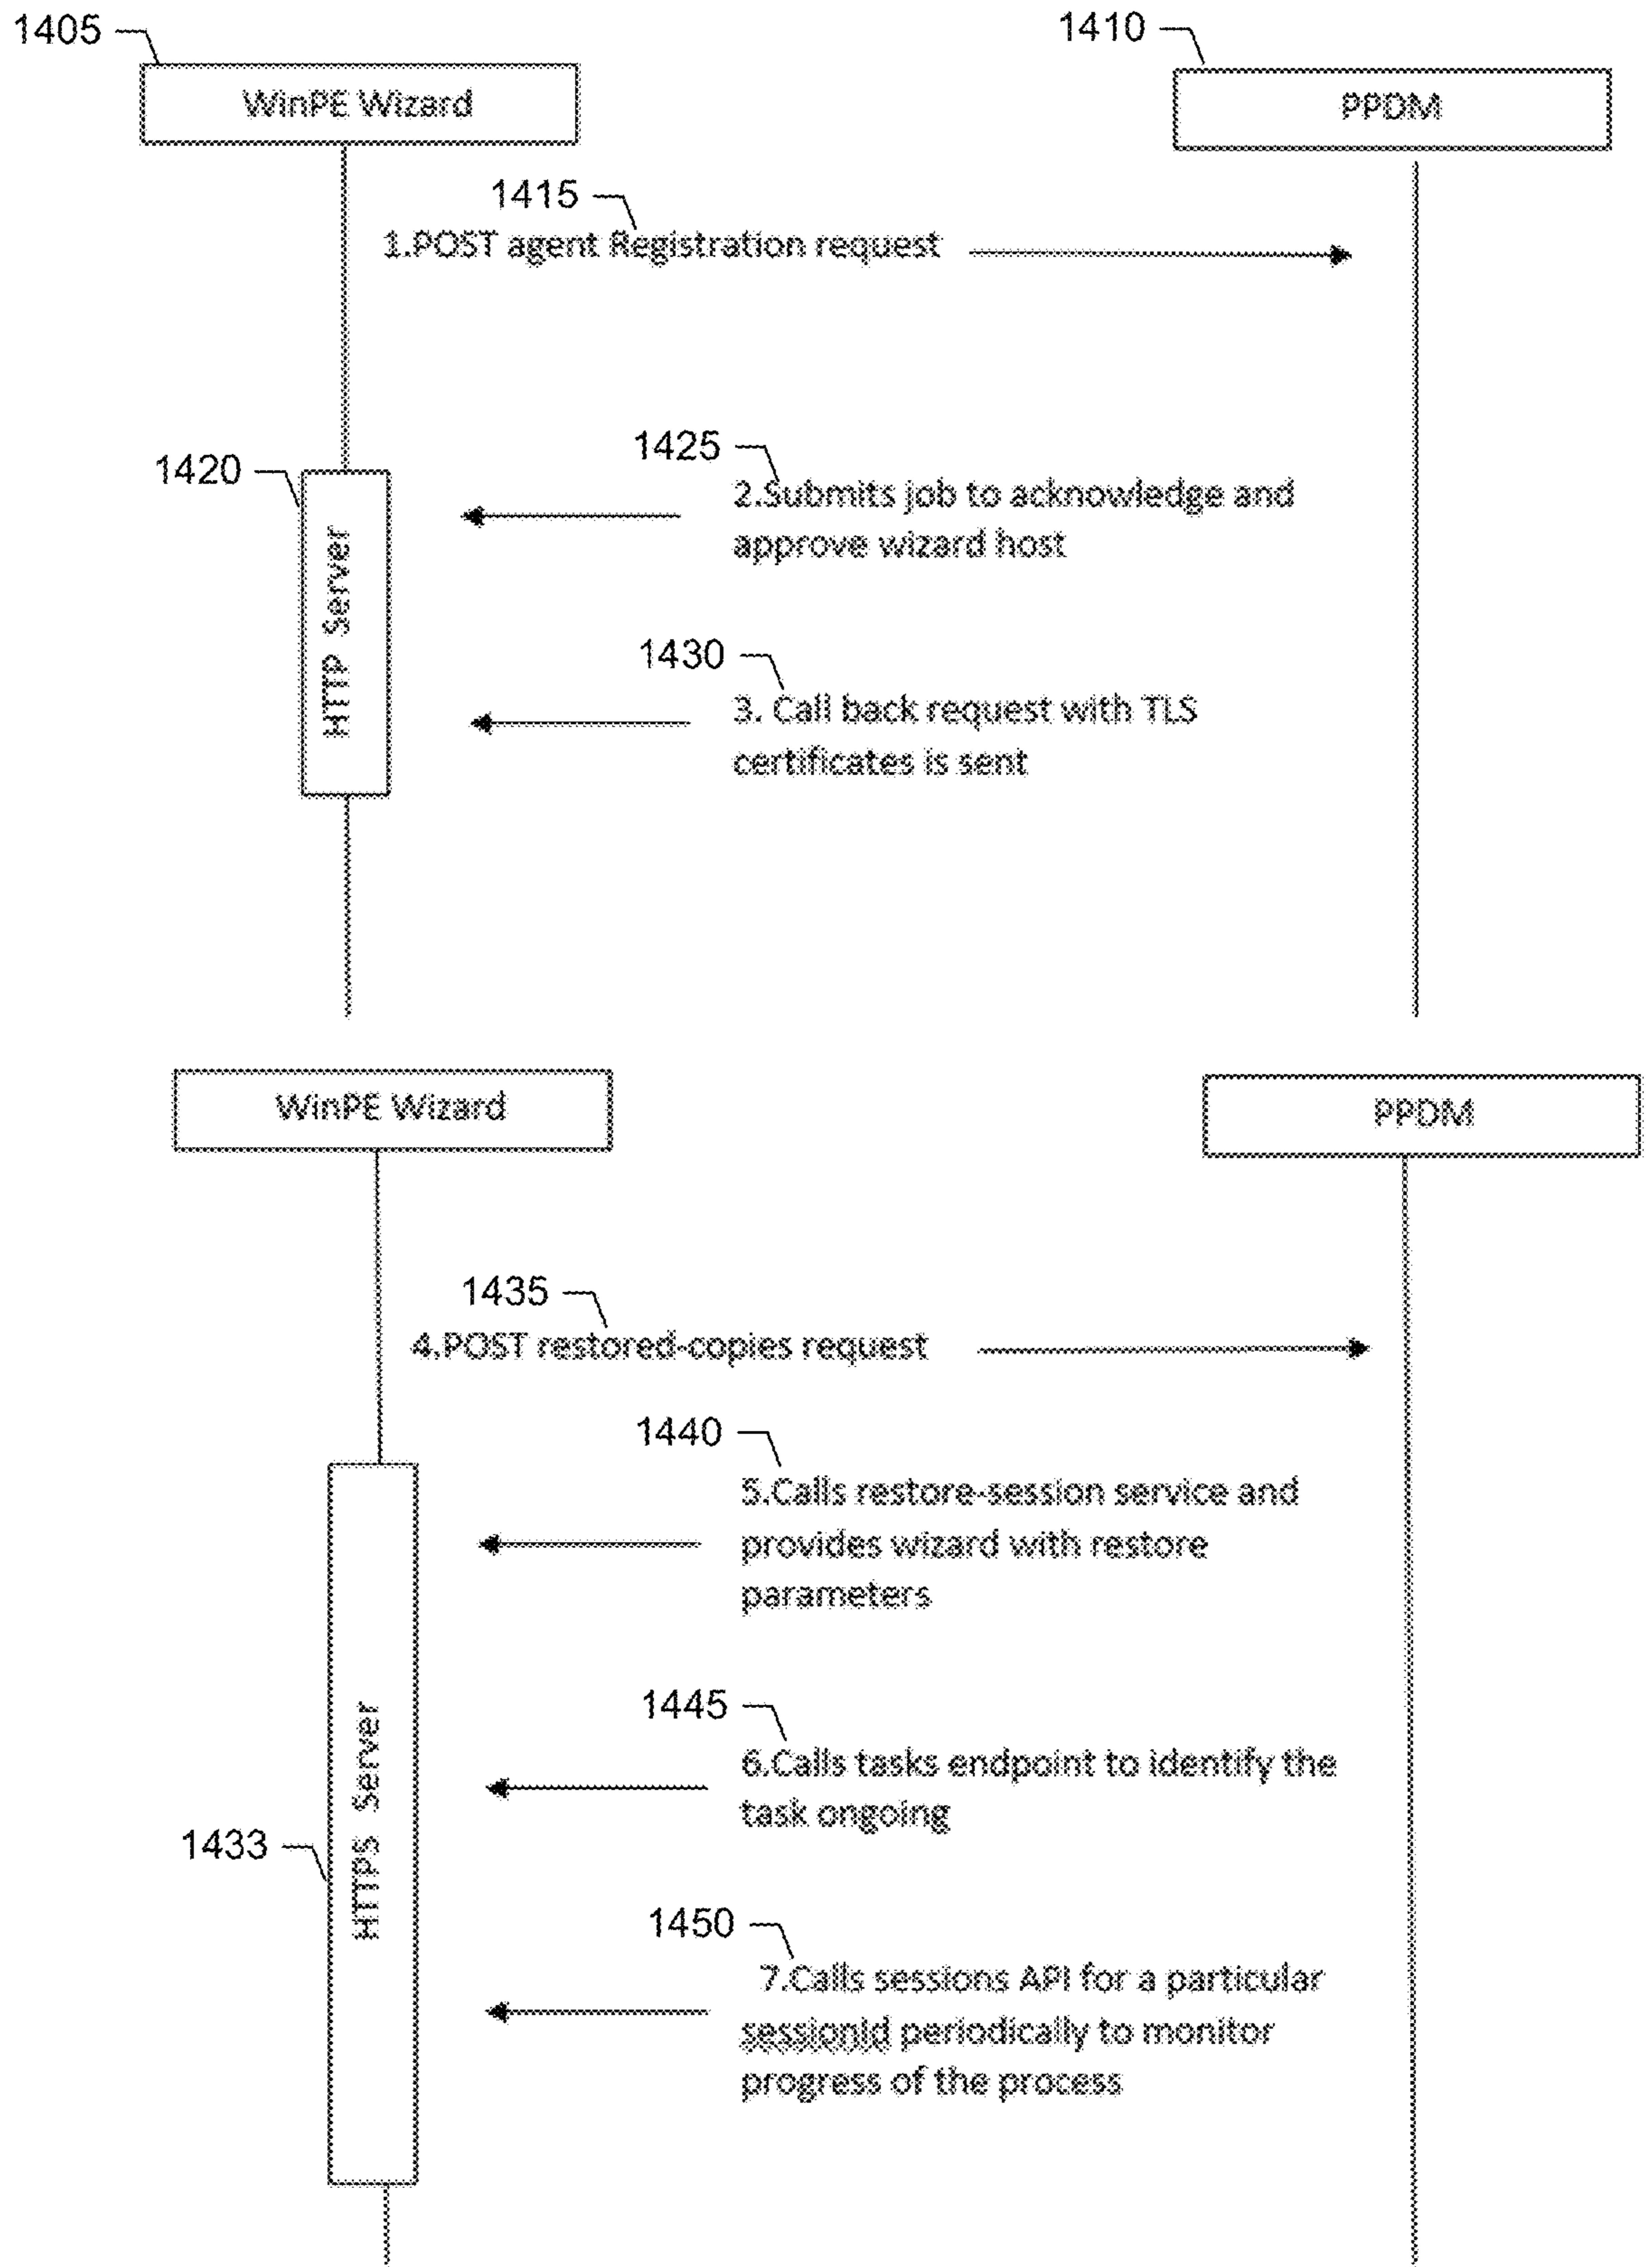 1405
1410
WinPE Wizard
PPDM
1415
1.POST agent Registration request
1425
1420
2.Submits job to acknowledge and
approve wizard host
HTTP Server
1430
3. Call back request with TLS
certificates is sent
WinPE Wizard
PPDM
1435
4.POST restored-copies request
1440
5.Calls restore-session service and
provides wizard with restore
parameters
1445
6.Calls tasks endpoint to identify the
task ongoing
HTTPS Server
1433
1450
7.Calls sessions API for a particular
sessionId periodically to monitor
progress of the process